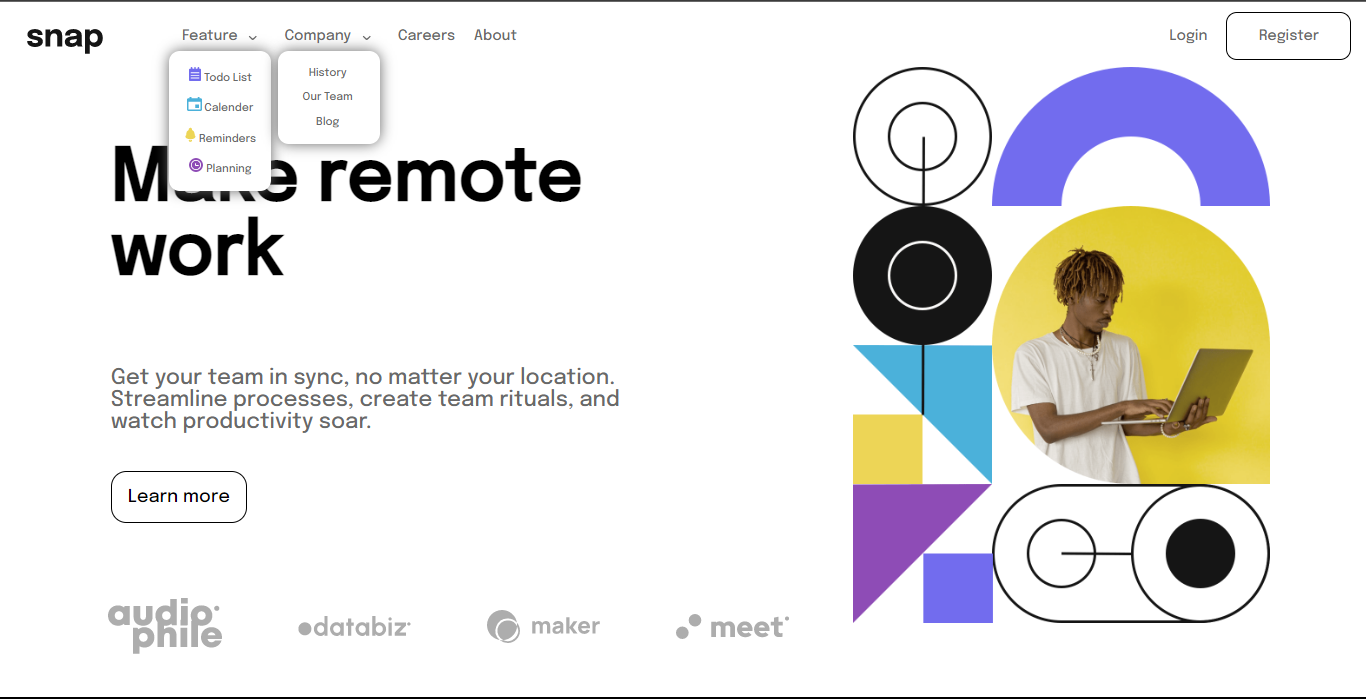 snap
Feature
Company
Careers
About
Login
Register
Todo List
Calender
Reminders
Planning
History
Our Team
Blog
Make remote
work
Get your team in sync, no matter your location.
Streamline processes, create team rituals, and
watch productivity soar.
Learn more
audio
phile
databiz
maker
meet